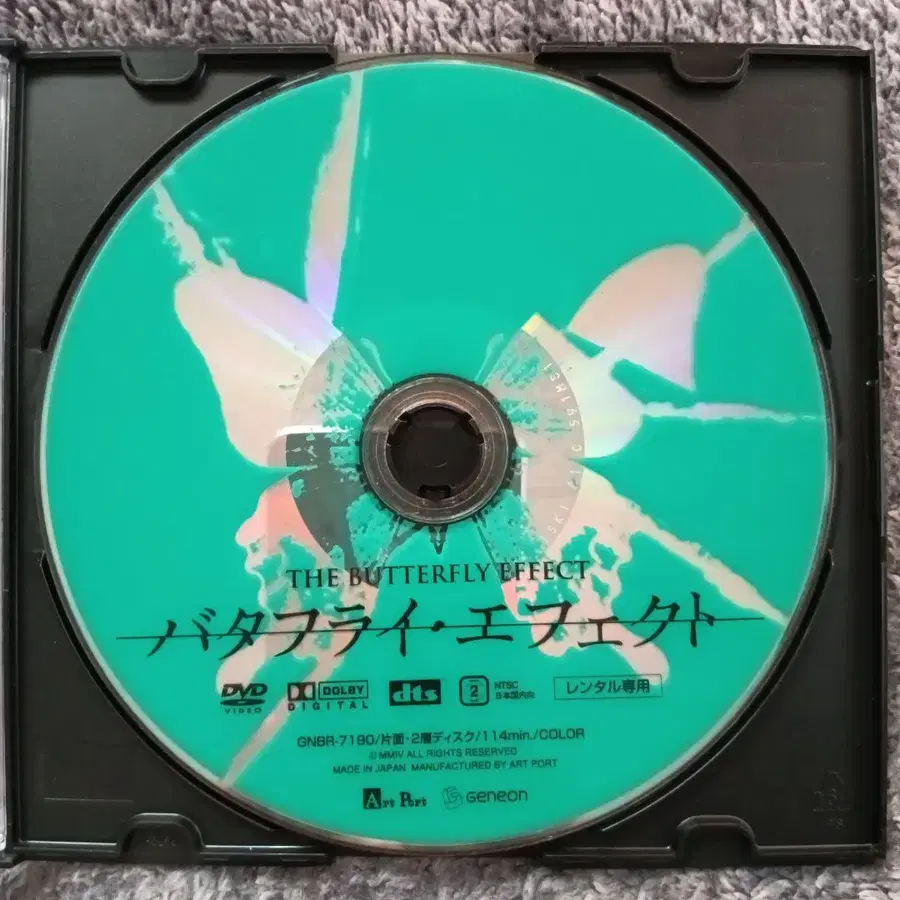 THE BUTTERFLY EFFECT
バタフライ・エフェクト
DVD
VIDEO
DOLBY
DIGITAL
dts
2
NTSC
日本国内向
レンタル専用
GNBR-7190/片面・2層ディスク/114min./COLOR
© MMIV ALL RIGHTS RESERVED
MADE IN JAPAN MANUFACTURED BY ART PORT
Art Port
GENEON